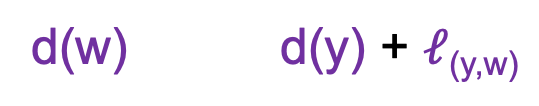 d(w) d(y) + ℓ(y,w)